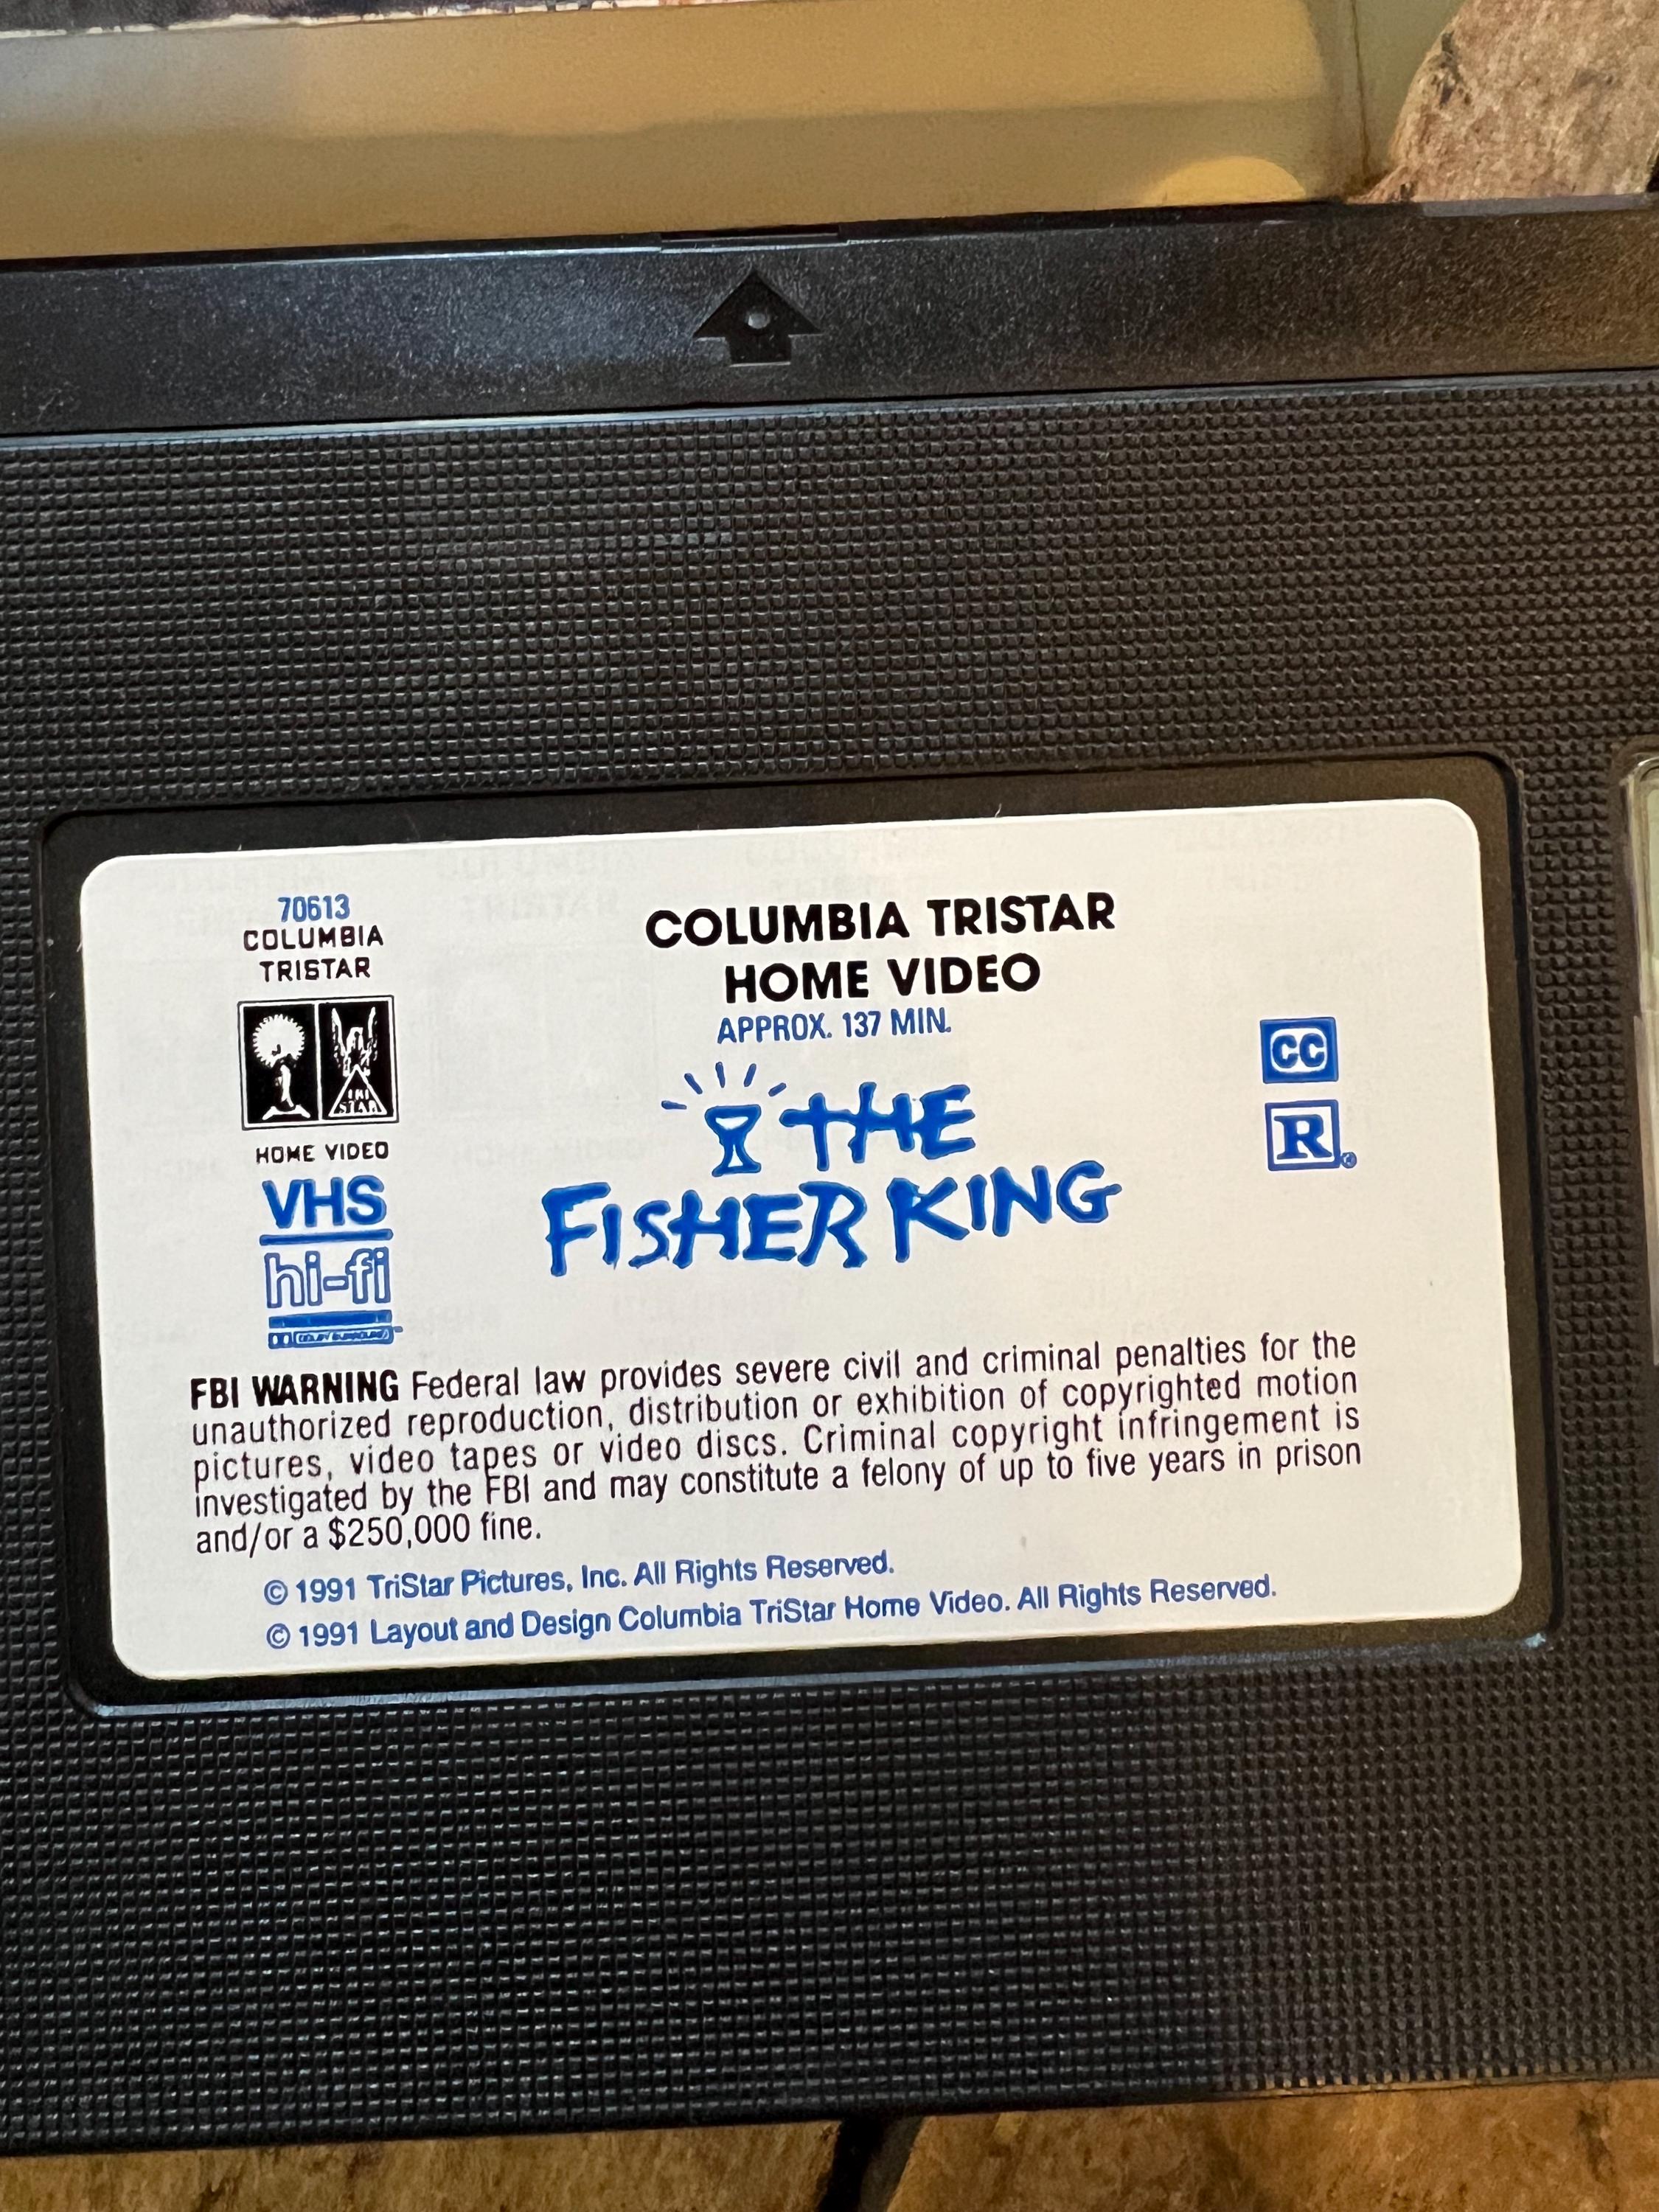 70613
COLUMBIA
TRISTAR
TRI
STAR
HOME VIDEO
VHS
hi-fi
DOLBY SURROUND
COLUMBIA TRISTAR
HOME VIDEO
APPROX. 137 MIN.
THE
FISHER KING
CC
R
FBI WARNING Federal law provides severe civil and criminal penalties for the
unauthorized reproduction, distribution or exhibition of copyrighted motion
pictures, video tapes or video discs. Criminal copyright infringement is
investigated by the FBI and may constitute a felony of up to five years in prison
and/or a $250,000 fine.
© 1991 TriStar Pictures, Inc. All Rights Reserved.
© 1991 Layout and Design Columbia TriStar Home Video. All Rights Reserved.